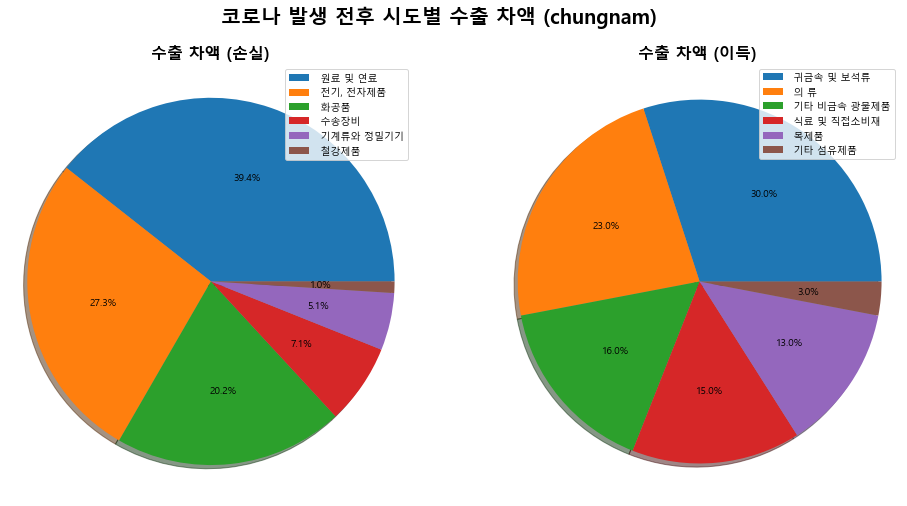 코로나 발생 전후 시도별 수출 차액 (chungnam)
수출 차액 (손실)
원료 및 연료
전기, 전자제품
화공품
수송장비
기계류와 정밀기기
철강제품
39.4%
27.3%
20.2%
7.1%
5.1%
1.0%
수출 차액 (이득)
귀금속 및 보석류
의 류
기타 비금속 광물제품
식료 및 직접소비재
목제품
기타 섬유제품
30.0%
23.0%
16.0%
15.0%
13.0%
3.0%